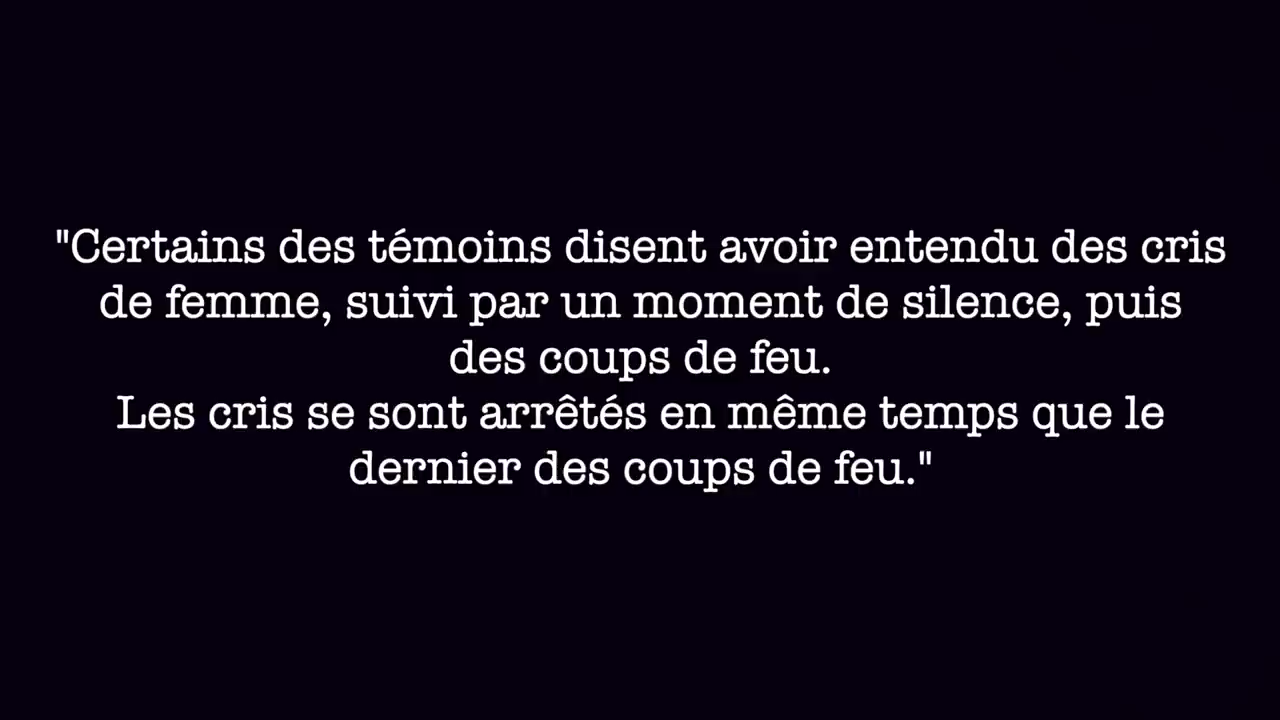 "Certains des témoins disent avoir entendu des cris
de femme, suivi par un moment de silence, puis
des coups de feu.
Les cris se sont arrêtés en même temps que le
dernier des coups de feu."